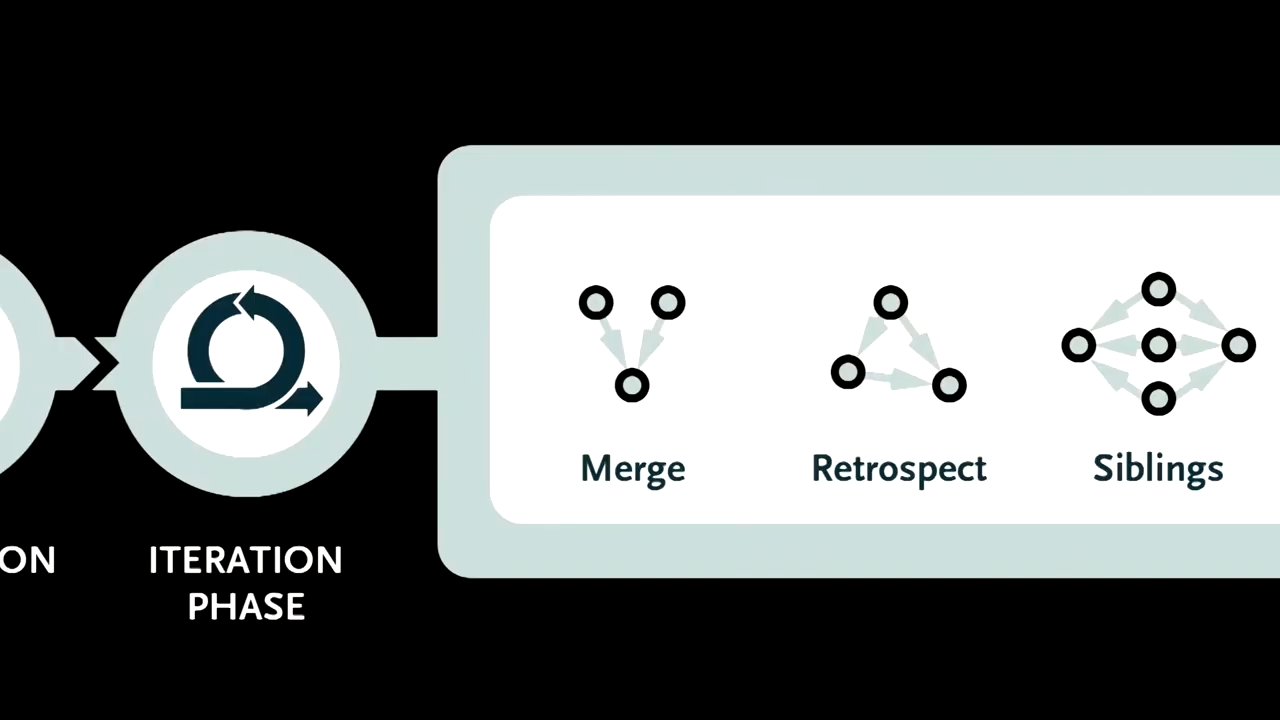 Merge
Retrospect
Siblings
ON
ITERATION
PHASE